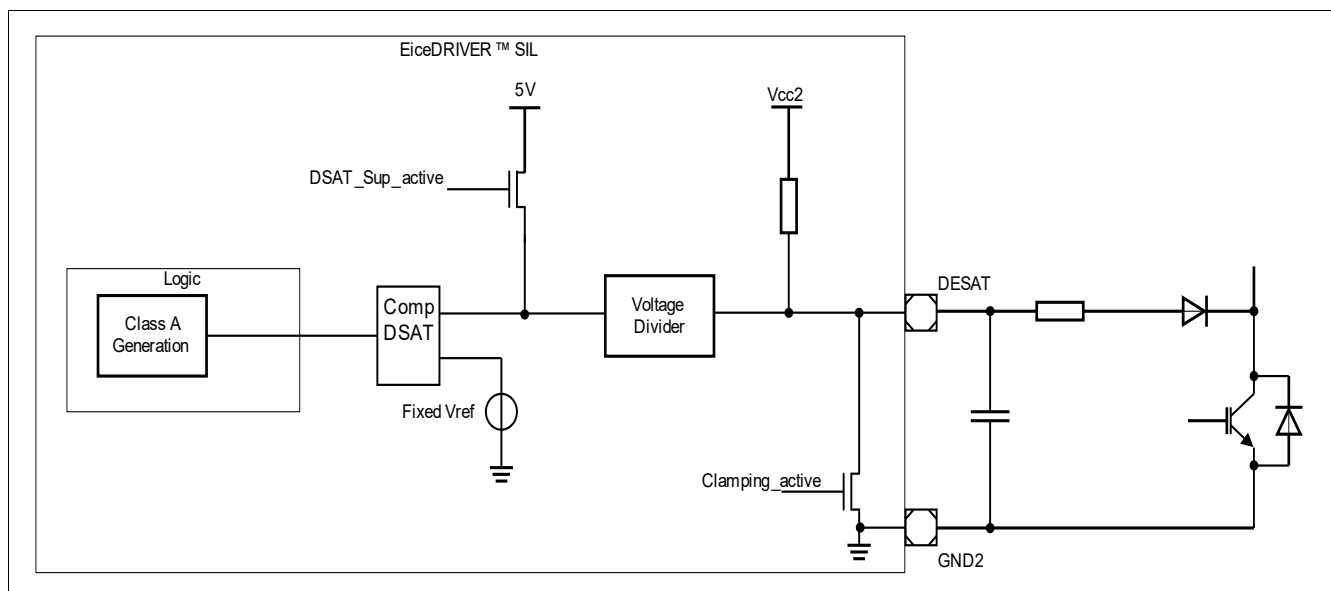 EiceDRIVER ™ SIL
5V
Vcc2
DSAT_Sup_active
Logic
Class A
Generation
Comp
DSAT
Voltage
Divider
DESAT
Fixed Vref
Clamping_active
GND2